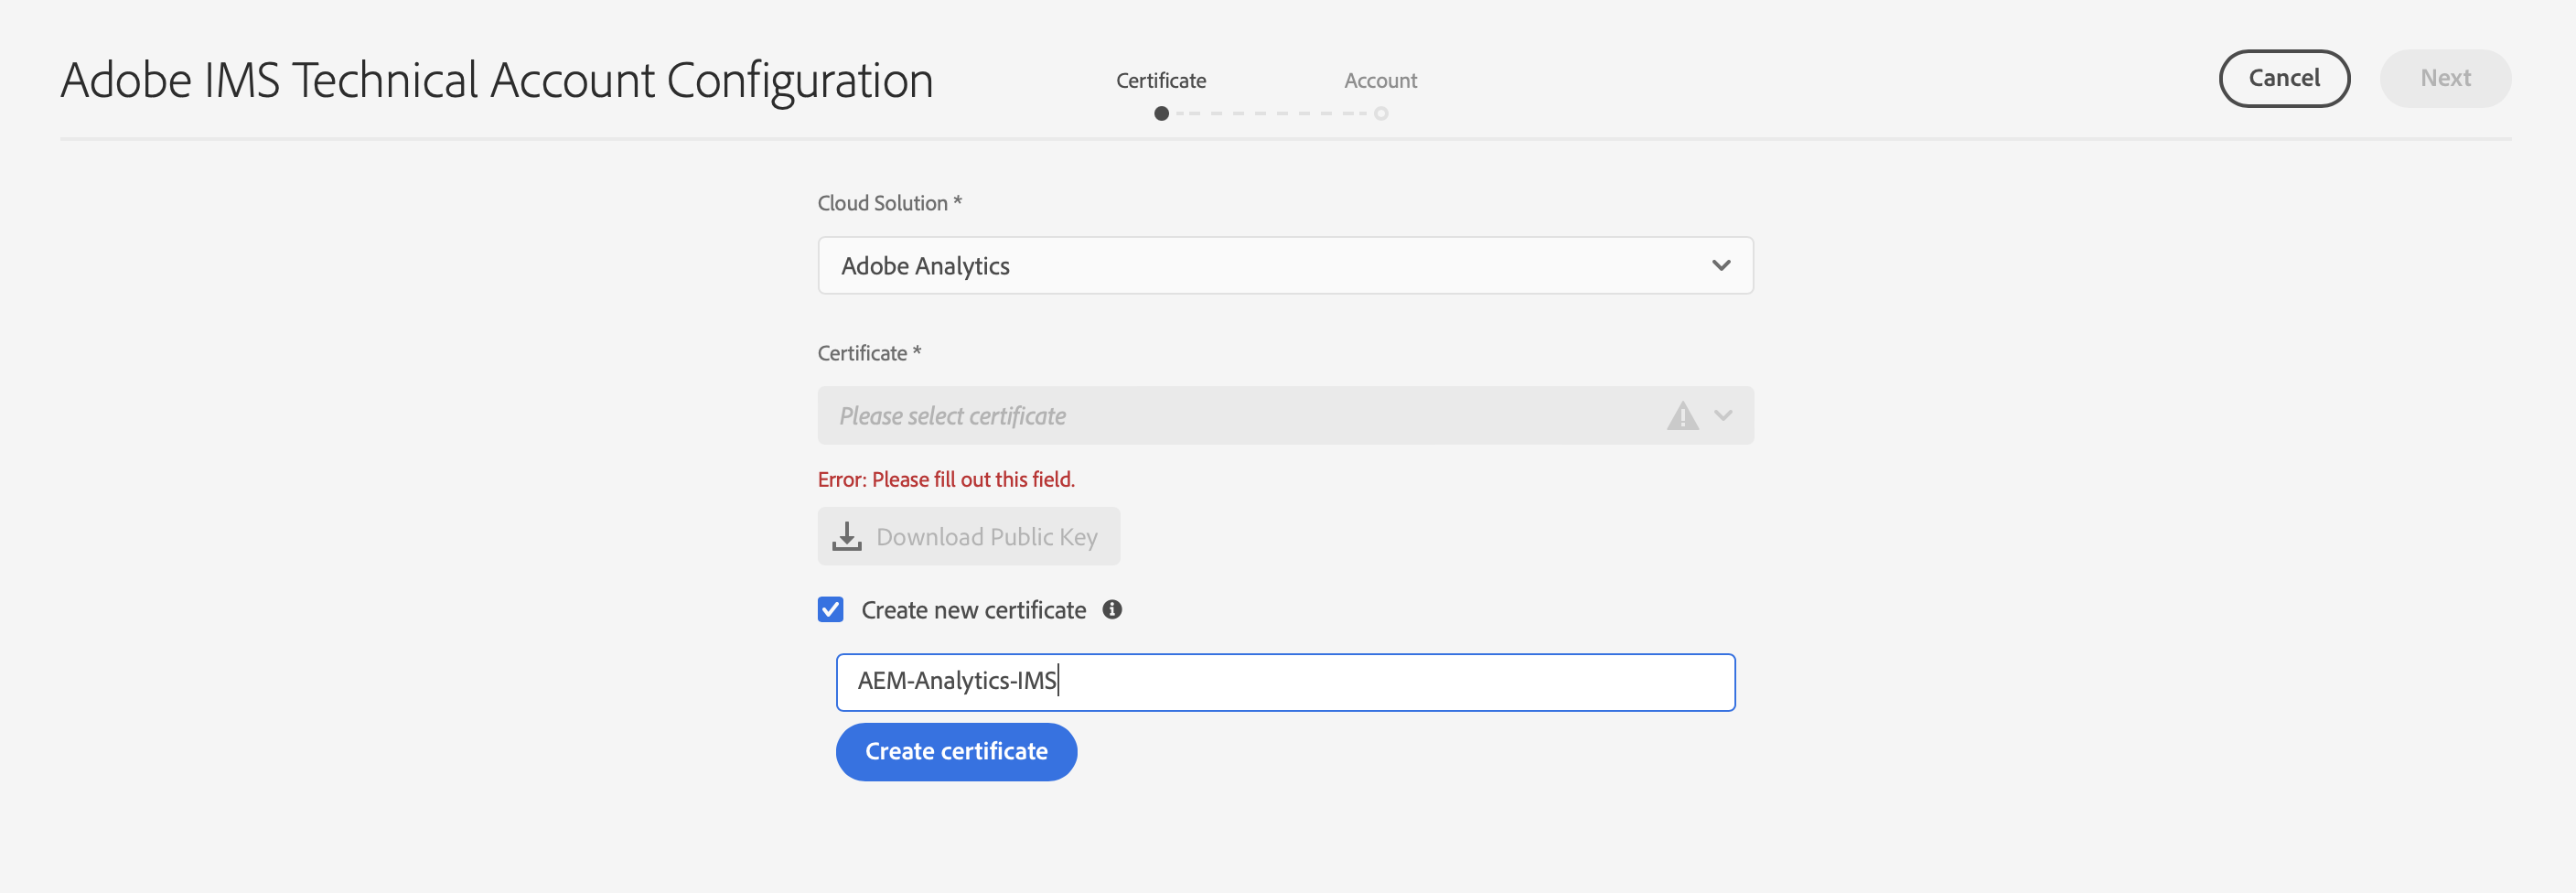 Adobe IMS Technical Account Configuration
Certificate
Account
Cancel
Next
Cloud Solution *
Adobe Analytics
Certificate *
Please select certificate
Error: Please fill out this field.
Download Public Key
Create new certificate
AEM-Analytics-IMS
Create certificate